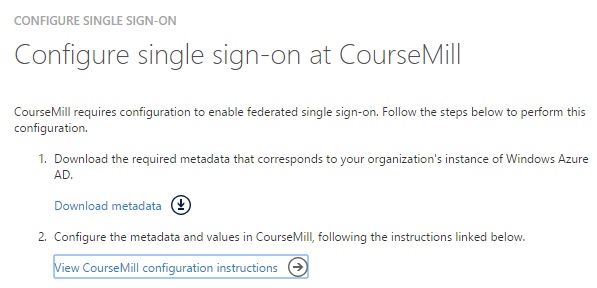 CONFIGURE SINGLE SIGN-ON
Configure single sign-on at CourseMill
CourseMill requires configuration to enable federated single sign-on. Follow the steps below to perform this
configuration.
1. Download the required metadata that corresponds to your organization's instance of Windows Azure
AD.
Download metadata
2. Configure the metadata and values in CourseMill, following the instructions linked below.
View CourseMill configuration instructions